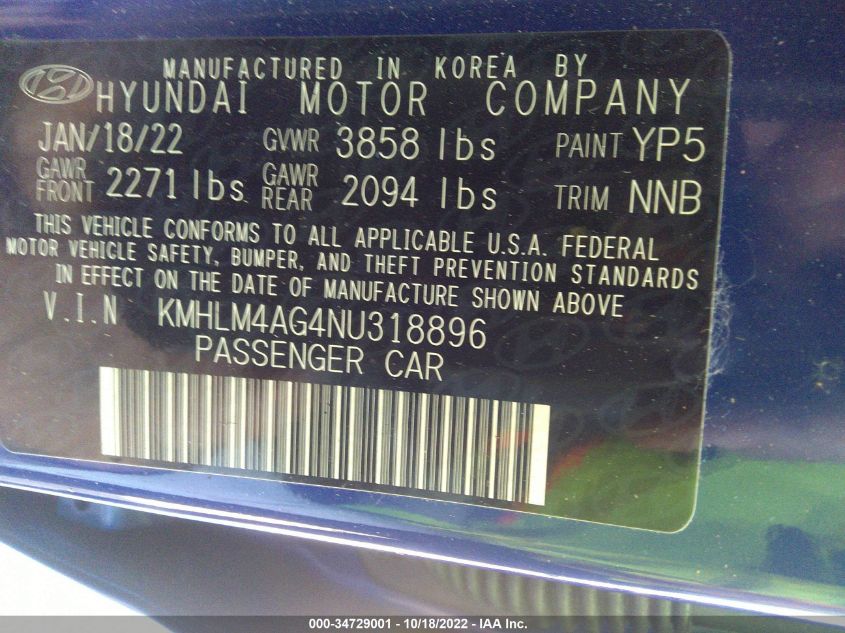 MANUFACTURED IN KOREA BY
HYUNDAI MOTOR COMPANY
JAN/18/22 GVWR 3858 lbs PAINT YP5
GAWR FRONT 2271 lbs GAWR REAR 2094 lbs TRIM NNB
THIS VEHICLE CONFORMS TO ALL APPLICABLE U.S.A. FEDERAL
MOTOR VEHICLE SAFETY, BUMPER, AND THEFT PREVENTION STANDARDS
IN EFFECT ON THE DATE OF MANUFACTURE SHOWN ABOVE
V.I.N KMHLM4AG4NU318896
PASSENGER CAR
000-34729001 - 10/18/2022 - IAA Inc.